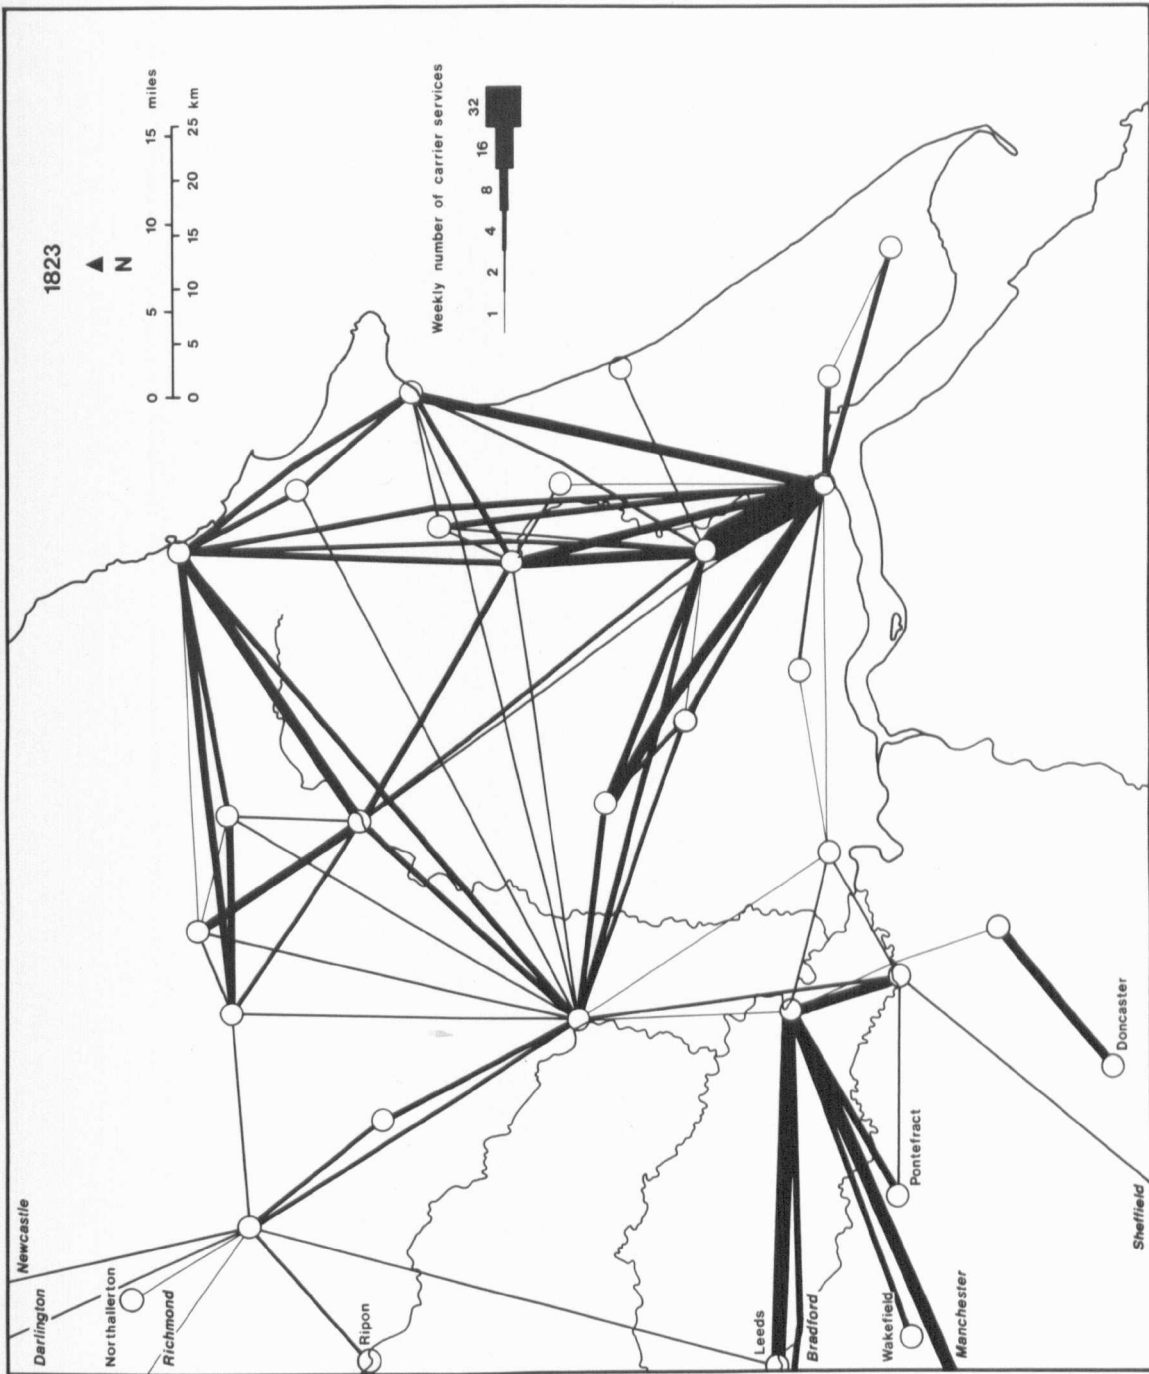 1823
N
0 5 10 15 miles
0 5 10 15 20 25 km
Weekly number of carrier services
1 2 4 8 16 32
Newcastle
Darlington
Northallerton
Richmond
Ripon
Leeds
Bradford
Wakefield
Manchester
Pontefract
Doncaster
Sheffield